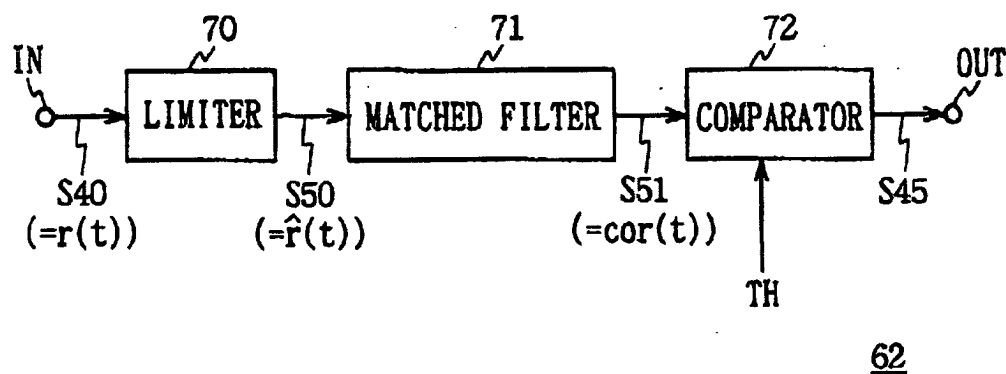 70
71
72
IN
OUT
LIMITER
MATCHED FILTER
COMPARATOR
S40
(=r(t))
S50
(=r̂(t))
S51
(=cor(t))
S45
TH
62